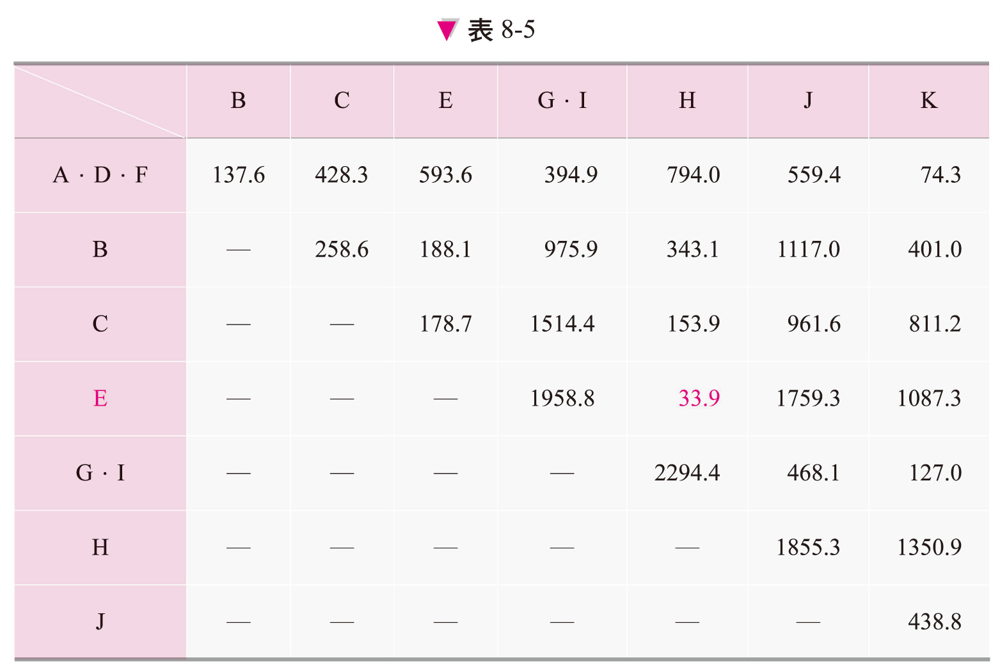 ▼ 表 8-5
B C E G · I H J K
A · D · F 137.6 428.3 593.6 394.9 794.0 559.4 74.3
B — 258.6 188.1 975.9 343.1 1117.0 401.0
C — — 178.7 1514.4 153.9 961.6 811.2
E — — — 1958.8 33.9 1759.3 1087.3
G · I — — — — 2294.4 468.1 127.0
H — — — — — 1855.3 1350.9
J — — — — — — 438.8